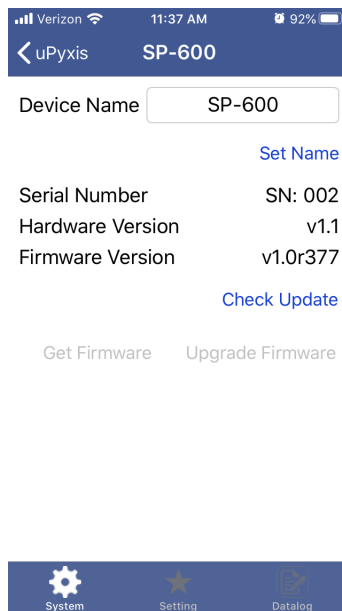 Verizon 11:37 AM 92%
uPyxis SP-600
Device Name SP-600
Set Name
Serial Number SN: 002
Hardware Version v1.1
Firmware Version v1.0r377
Check Update
Get Firmware Upgrade Firmware
System Setting Datalog